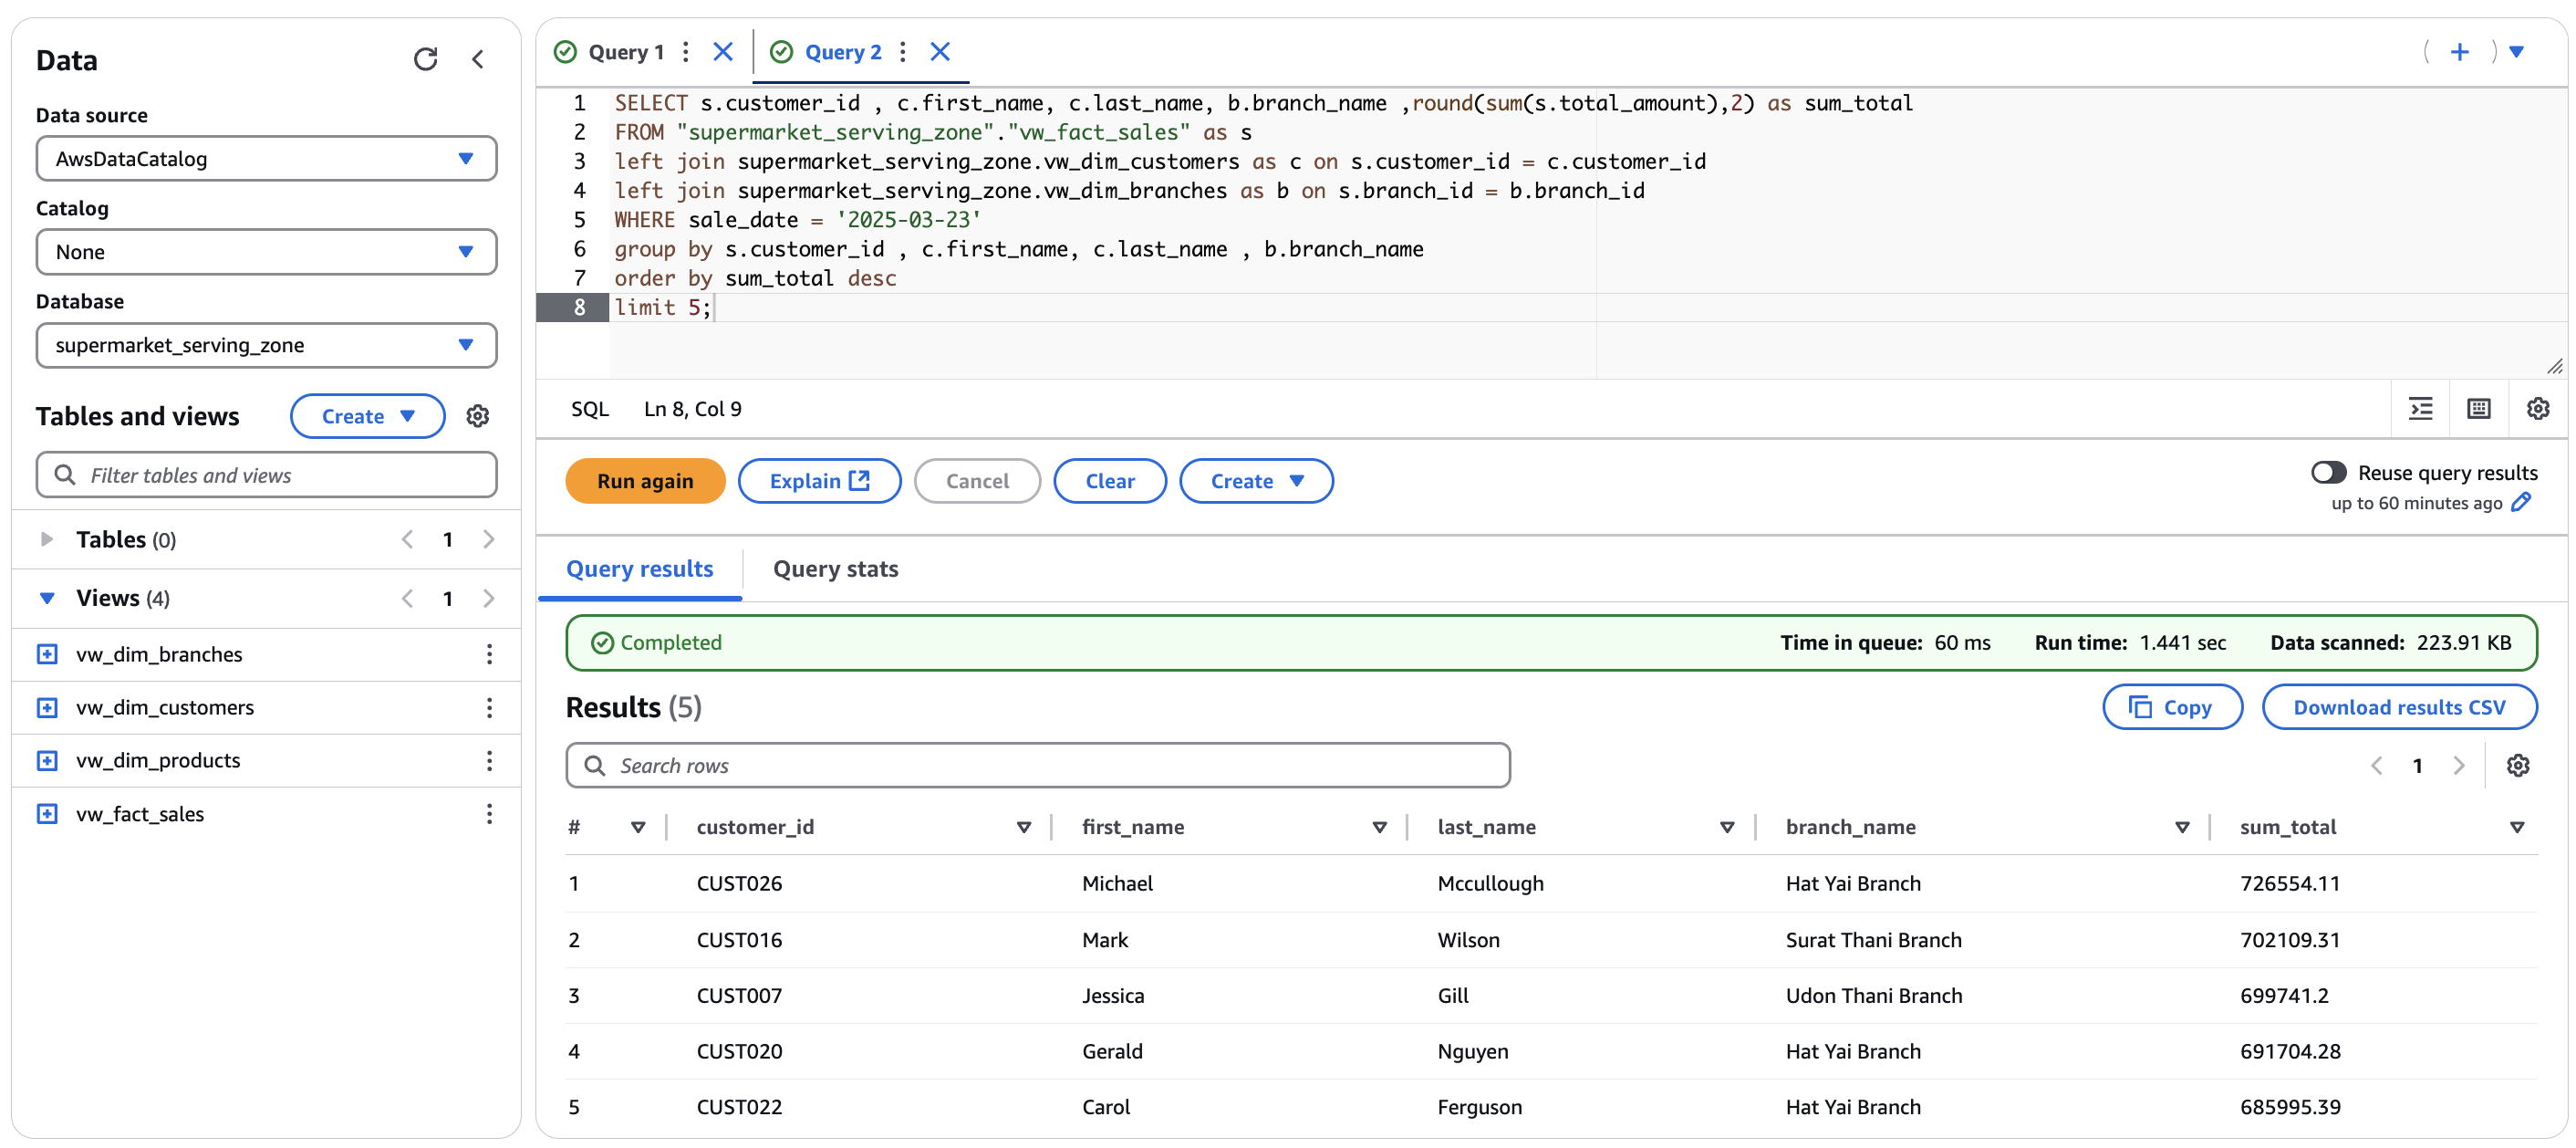 Data
Data source
AwsDataCatalog
Catalog
None
Database
supermarket_serving_zone
Tables and views
Create
Filter tables and views
Tables (0)
1
Views (4)
1
vw_dim_branches
vw_dim_customers
vw_dim_products
vw_fact_sales
Query 1
Query 2
1 SELECT s.customer_id , c.first_name, c.last_name, b.branch_name ,round(sum(s.total_amount),2) as sum_total
2 FROM "supermarket_serving_zone"."vw_fact_sales" as s
3 left join supermarket_serving_zone.vw_dim_customers as c on s.customer_id = c.customer_id
4 left join supermarket_serving_zone.vw_dim_branches as b on s.branch_id = b.branch_id
5 WHERE sale_date = '2025-03-23'
6 group by s.customer_id , c.first_name, c.last_name , b.branch_name
7 order by sum_total desc
8 limit 5;
SQL Ln 8, Col 9
Run again Explain Cancel Clear Create
Reuse query results
up to 60 minutes ago
Query results Query stats
Completed Time in queue: 60 ms Run time: 1.441 sec Data scanned: 223.91 KB
Results (5) Copy Download results CSV
Search rows 1
# customer_id first_name last_name branch_name sum_total
1 CUST026 Michael Mccullough Hat Yai Branch 726554.11
2 CUST016 Mark Wilson Surat Thani Branch 702109.31
3 CUST007 Jessica Gill Udon Thani Branch 699741.2
4 CUST020 Gerald Nguyen Hat Yai Branch 691704.28
5 CUST022 Carol Ferguson Hat Yai Branch 685995.39